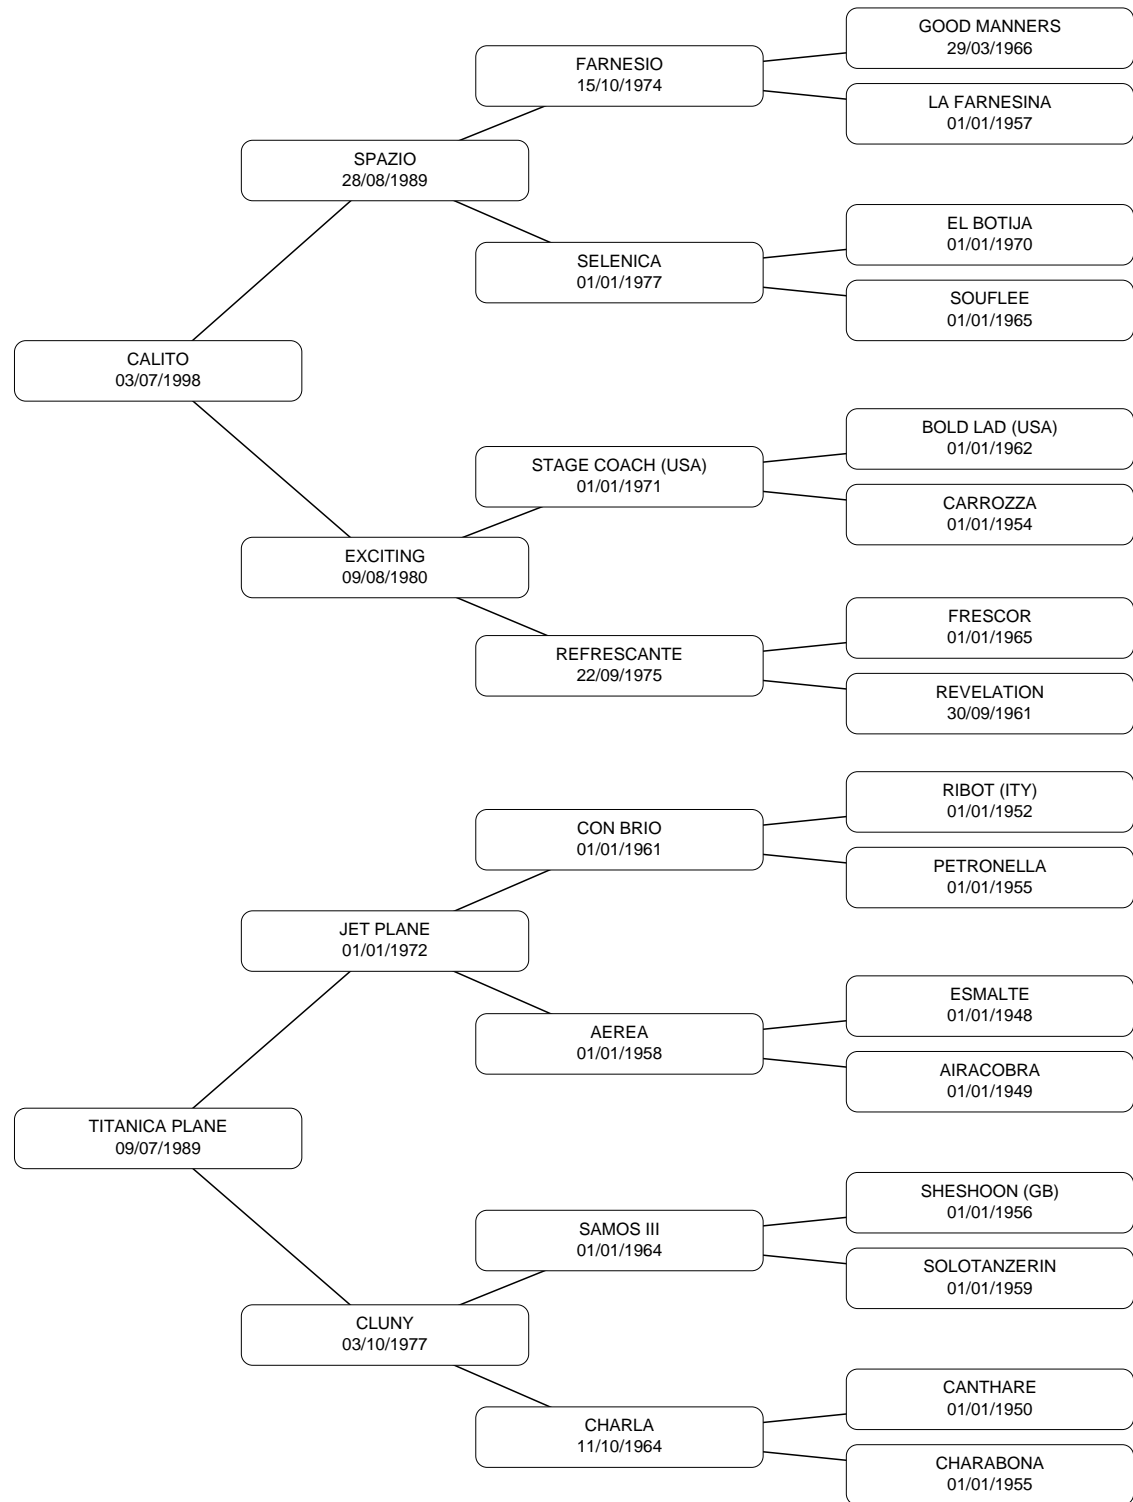 GOOD MANNERS
29/03/1966
FARNESIO
15/10/1974
LA FARNESINA
01/01/1957
SPAZIO
28/08/1989
EL BOTIJA
01/01/1970
SELENICA
01/01/1977
SOUFLEE
01/01/1965
CALITO
03/07/1998
BOLD LAD (USA)
01/01/1962
STAGE COACH (USA)
01/01/1971
CARROZZA
01/01/1954
EXCITING
09/08/1980
FRESCOR
01/01/1965
REFRESCANTE
22/09/1975
REVELATION
30/09/1961
RIBOT (ITY)
01/01/1952
CON BRIO
01/01/1961
PETRONELLA
01/01/1955
JET PLANE
01/01/1972
ESMALTE
01/01/1948
AEREA
01/01/1958
AIRACOBRA
01/01/1949
TITANICA PLANE
09/07/1989
SHESHOON (GB)
01/01/1956
SAMOS III
01/01/1964
SOLOTANZERIN
01/01/1959
CLUNY
03/10/1977
CANTHARE
01/01/1950
CHARLA
11/10/1964
CHARABONA
01/01/1955